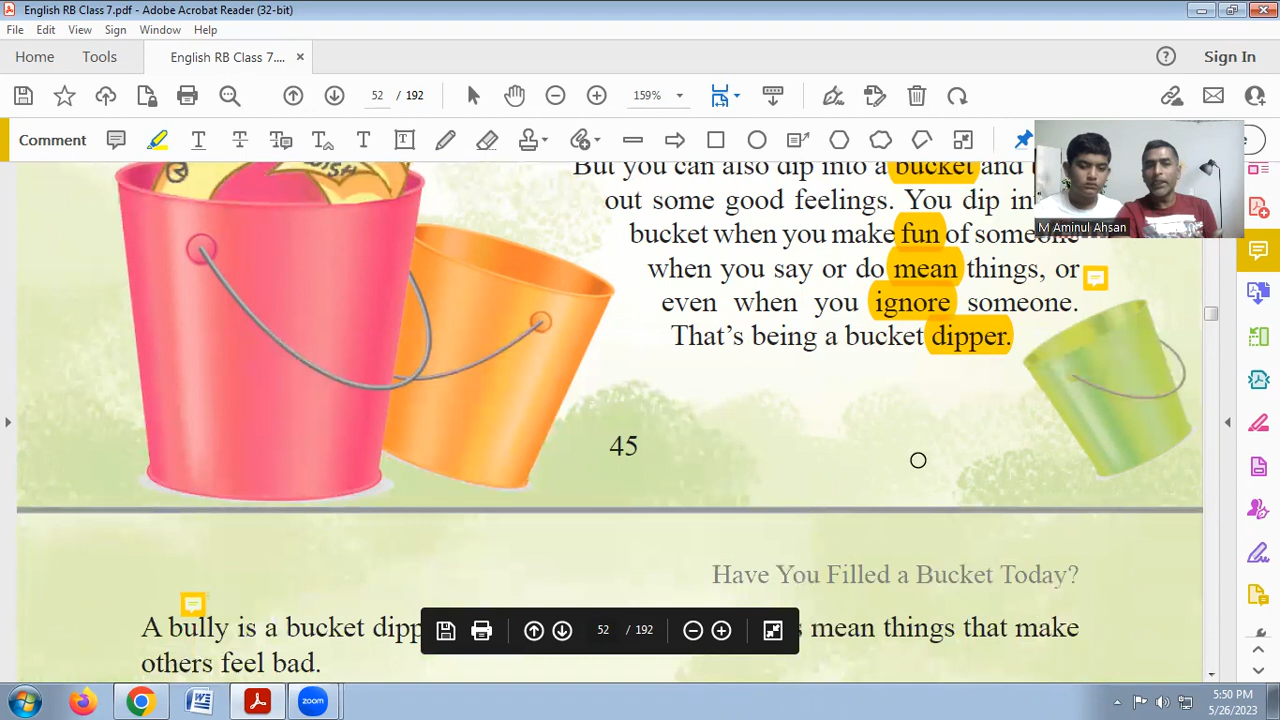 English RB Class 7.pdf - Adobe Acrobat Reader (32-bit)
File Edit View Sign Window Help
Home Tools English RB Class 7.... × Sign In
52 / 192 159%
Comment
M Aminul Ahsan
DISH
But you can also dip into a bucket and
out some good feelings. You dip in
bucket when you make fun of someone
when you say or do mean things, or
even when you ignore someone.
That's being a bucket dipper.
45
Have You Filled a Bucket Today?
A bully is a bucket dipp
mean things that make
others feel bad.
52 / 192
zoom
5:50 PM
5/26/2023